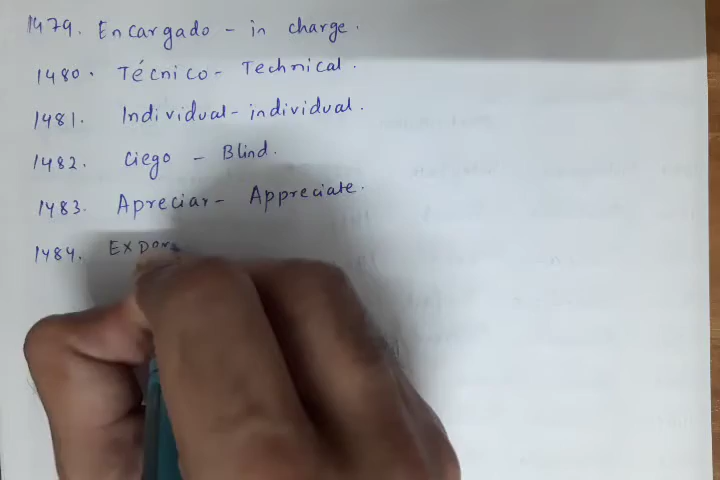 1479. Encargado - in charge.
1480. Técnico - Technical.
1481. Individual - individual.
1482. Ciego - Blind.
1483. Apreciar - Appreciate.
1484.